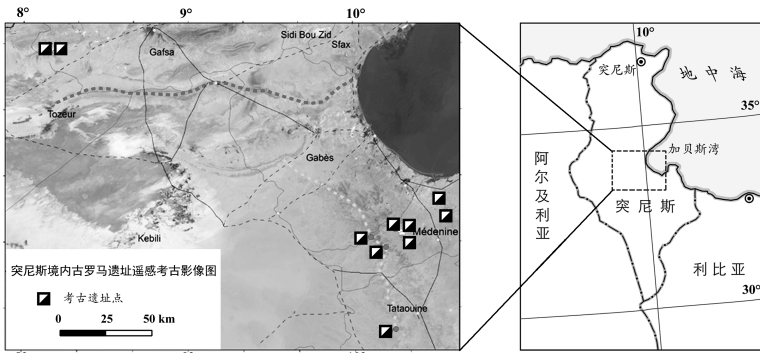 8°
9°
10°
Gafsa
Sidi Bou Zid
Sfax
Tozeur
Gabès
Kebili
Médenine
Tataouine
突尼斯境内古罗马遗址遥感考古影像图
考古遗址点
0 25 50 km
10°
突尼斯
地中海
35°
加贝斯湾
阿尔及利亚
突尼斯
利比亚
30°